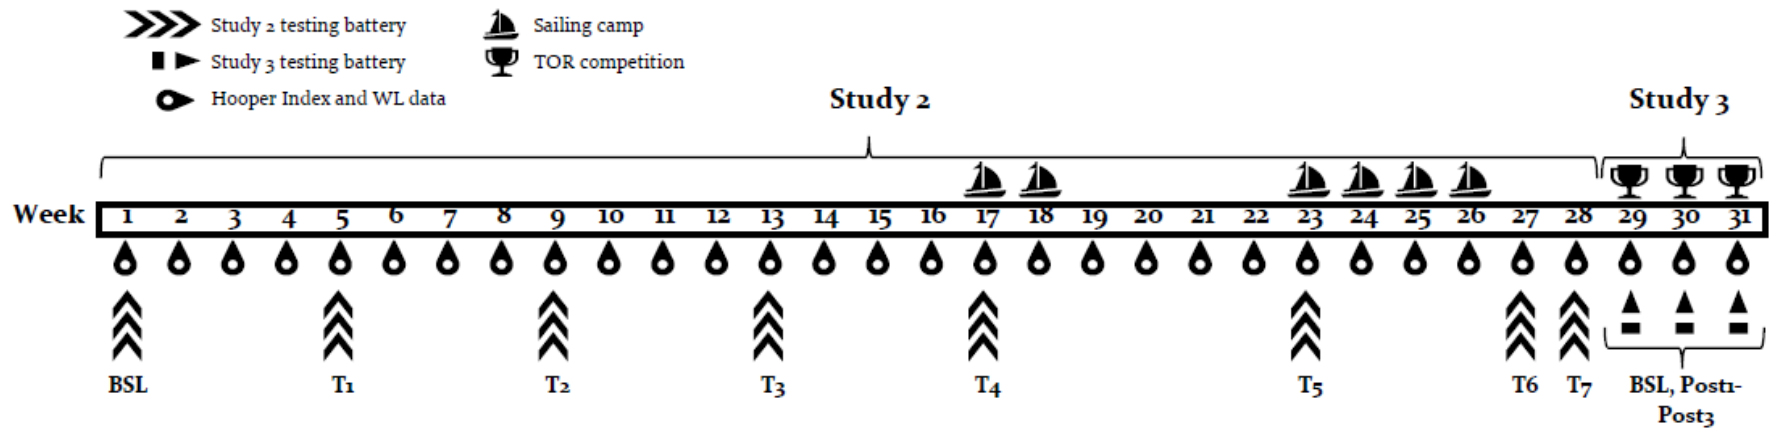 Study 2 testing battery
Sailing camp
Study 3 testing battery
TOR competition
Hooper Index and WL data
Study 2
Study 3
Week 1 2 3 4 5 6 7 8 9 10 11 12 13 14 15 16 17 18 19 20 21 22 23 24 25 26 27 28 29 30 31
BSL T1 T2 T3 T4 T5 T6 T7 BSL, Post1-
Post3